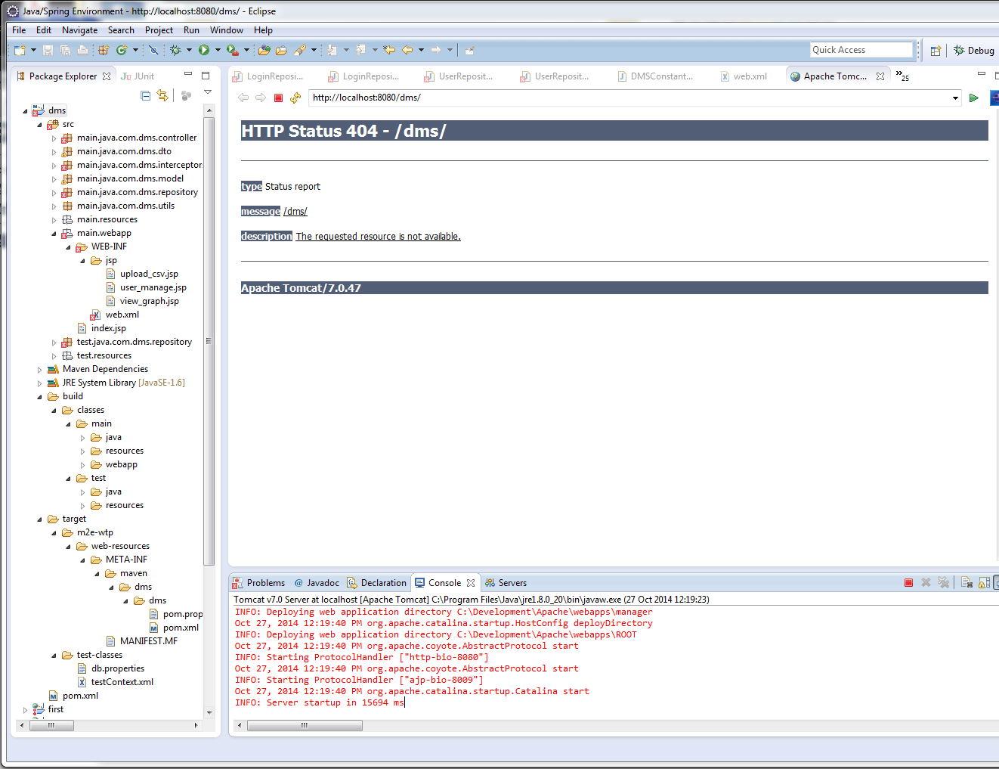 Java/Spring Environment - http://localhost:8080/dms/ - Eclipse
File Edit Navigate Search Project Run Window Help
Quick Access
Debug
Package Explorer
JUnit
LoginReposi...
LoginReposi...
UserReposit...
UserReposit...
DMSConstant...
web.xml
Apache Tomc...
25
dms
src
main.java.com.dms.controller
main.java.com.dms.dto
main.java.com.dms.interceptor
main.java.com.dms.model
main.java.com.dms.repository
main.java.com.dms.utils
main.resources
main.webapp
WEB-INF
jsp
upload_csv.jsp
user_manage.jsp
view_graph.jsp
web.xml
index.jsp
test.java.com.dms.repository
test.resources
Maven Dependencies
JRE System Library [JavaSE-1.6]
build
classes
main
java
resources
webapp
test
java
resources
target
m2e-wtp
web-resources
META-INF
maven
dms
dms
pom.prop
pom.xml
MANIFEST.MF
test-classes
db.properties
testContext.xml
pom.xml
first
http://localhost:8080/dms/
HTTP Status 404 - /dms/
type Status report
message /dms/
description The requested resource is not available.
Apache Tomcat/7.0.47
Problems @ Javadoc Declaration Console Servers
Tomcat v7.0 Server at localhost [Apache Tomcat] C:\Program Files\Java\jre1.8.0_20\bin\javaw.exe (27 Oct 2014 12:19:23)
INFO: Deploying web application directory C:\Development\Apache\webapps\manager
Oct 27, 2014 12:19:40 PM org.apache.catalina.startup.HostConfig deployDirectory
INFO: Deploying web application directory C:\Development\Apache\webapps\ROOT
Oct 27, 2014 12:19:40 PM org.apache.coyote.AbstractProtocol start
INFO: Starting ProtocolHandler ["http-bio-8080"]
Oct 27, 2014 12:19:40 PM org.apache.coyote.AbstractProtocol start
INFO: Starting ProtocolHandler ["ajp-bio-8009"]
Oct 27, 2014 12:19:40 PM org.apache.catalina.startup.Catalina start
INFO: Server startup in 15694 ms